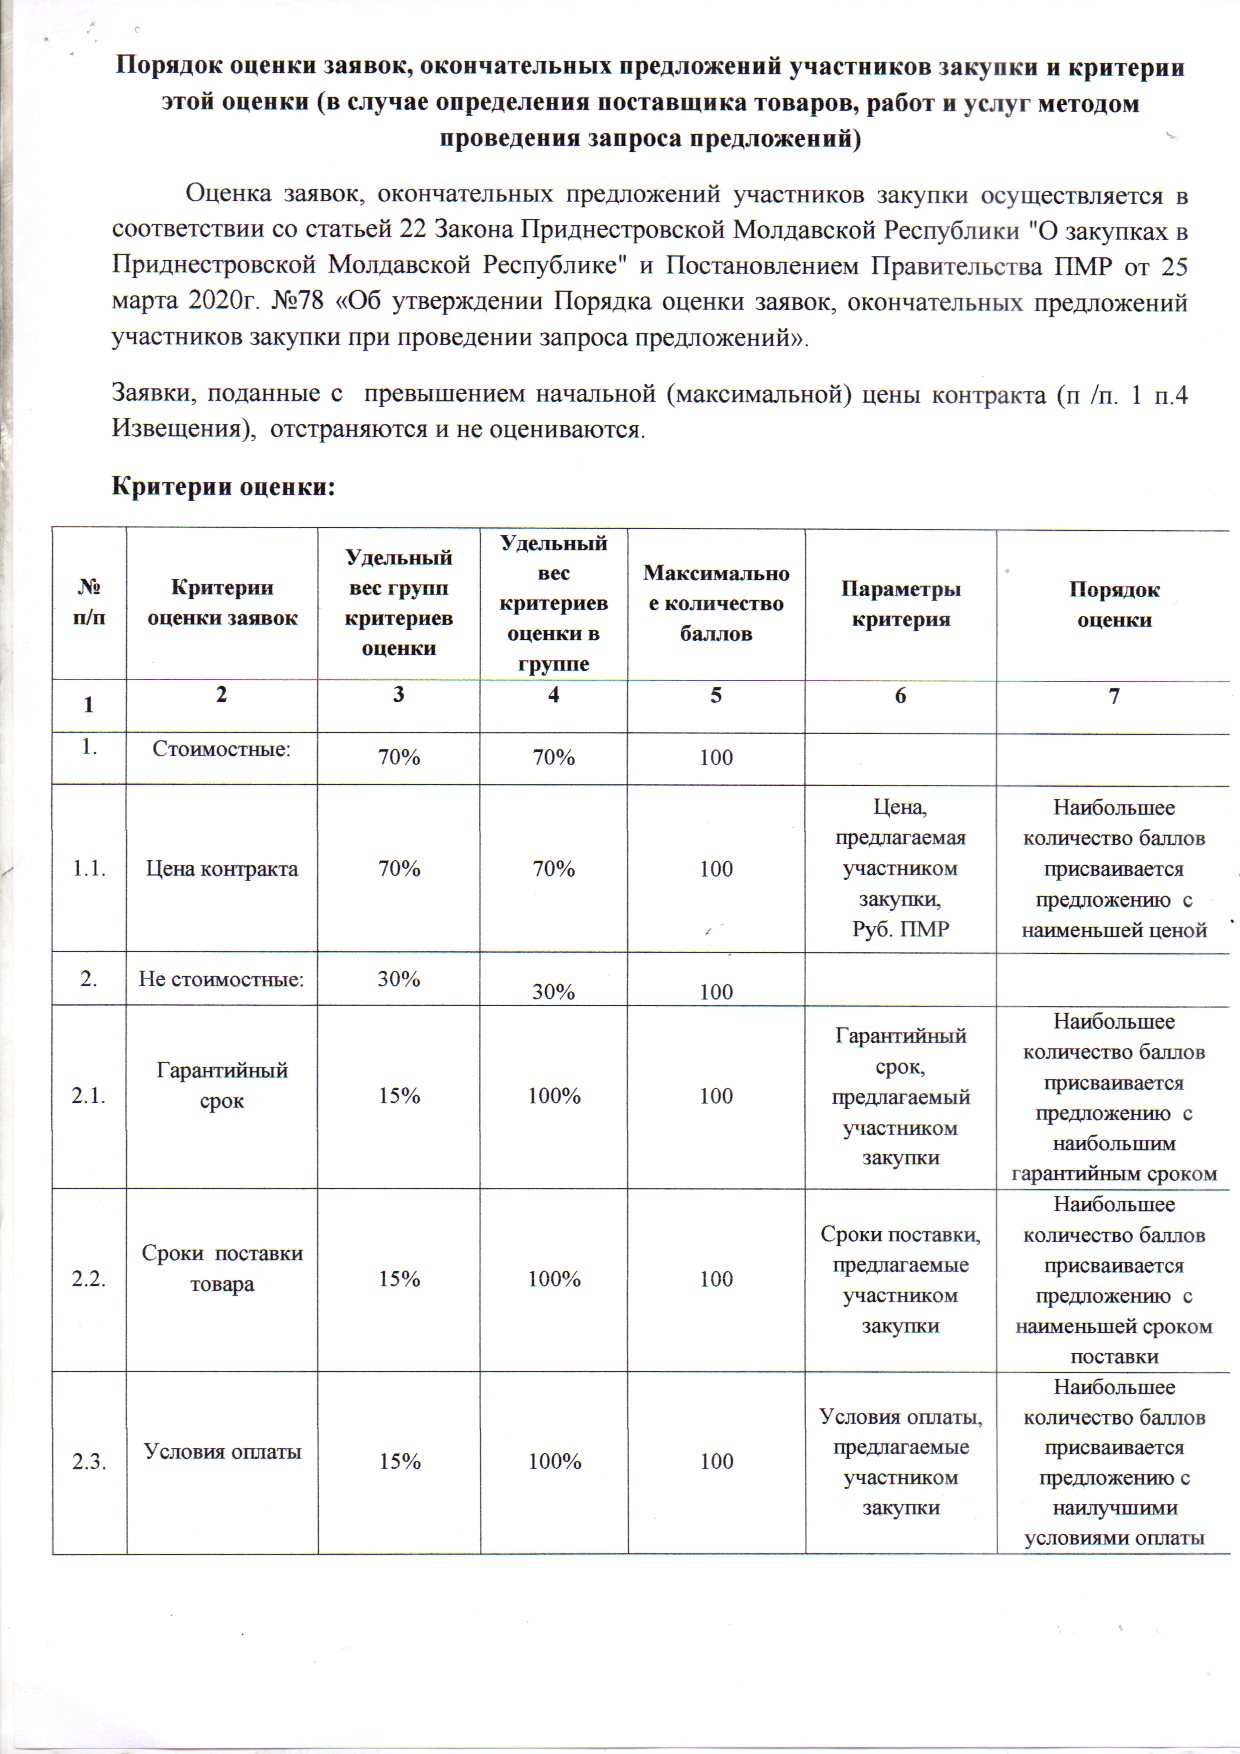 Порядок оценки заявок, окончательных предложений участников закупки и критерии
этой оценки (в случае определения поставщика товаров, работ и услуг методом
проведения запроса предложений)
Оценка заявок, окончательных предложений участников закупки осуществляется в
соответствии со статьей 22 Закона Приднестровской Молдавской Республики "О закупках в
Приднестровской Молдавской Республике" и Постановлением Правительства ПМР от 25
марта 2020г. №78 «Об утверждении Порядка оценки заявок, окончательных предложений
участников закупки при проведении запроса предложений».
Заявки, поданные с превышением начальной (максимальной) цены контракта (п /п. 1 п.4
Извещения), отстраняются и не оцениваются.
Критерии оценки:
№
п/п
Критерии
оценки заявок
Удельный
вес групп
критериев
оценки
Удельный
вес
критериев
оценки в
группе
Максимально
е количество
баллов
Параметры
критерия
Порядок
оценки
1
2
3
4
5
6
7
1.
Стоимостные:
70%
70%
100
1.1.
Цена контракта
70%
70%
100
Цена,
предлагаемая
участником
закупки,
Руб. ПМР
Наибольшее
количество баллов
присваивается
предложению с
наименьшей ценой
2.
Не стоимостные:
30%
30%
100
2.1.
Гарантийный
срок
15%
100%
100
Гарантийный
срок,
предлагаемый
участником
закупки
Наибольшее
количество баллов
присваивается
предложению с
наибольшим
гарантийным сроком
2.2.
Сроки поставки
товара
15%
100%
100
Сроки поставки,
предлагаемые
участником
закупки
Наибольшее
количество баллов
присваивается
предложению с
наименьшей сроком
поставки
2.3.
Условия оплаты
15%
100%
100
Условия оплаты,
предлагаемые
участником
закупки
Наибольшее
количество баллов
присваивается
предложению с
наилучшими
условиями оплаты